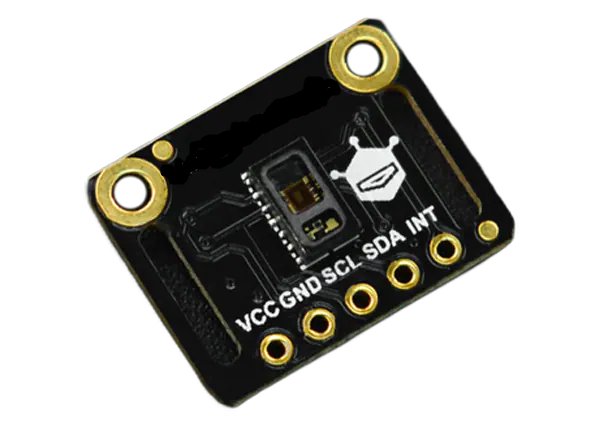 VCC GND SCL SDA INT